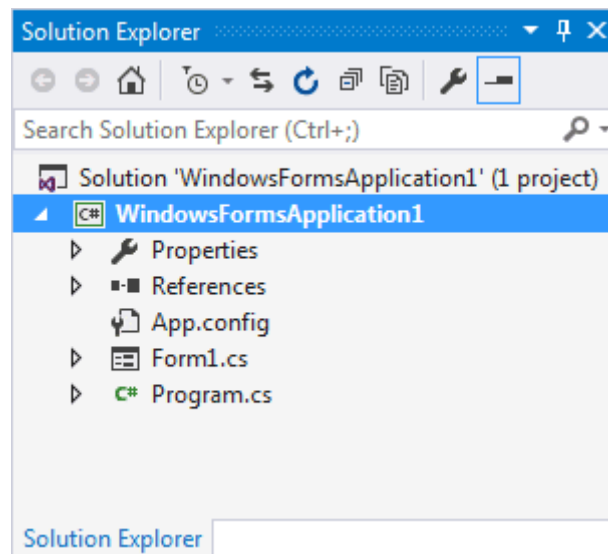 Solution Explorer
Search Solution Explorer (Ctrl+;)
Solution 'WindowsFormsApplication1' (1 project)
C# WindowsFormsApplication1
Properties
References
App.config
Form1.cs
C# Program.cs
Solution Explorer